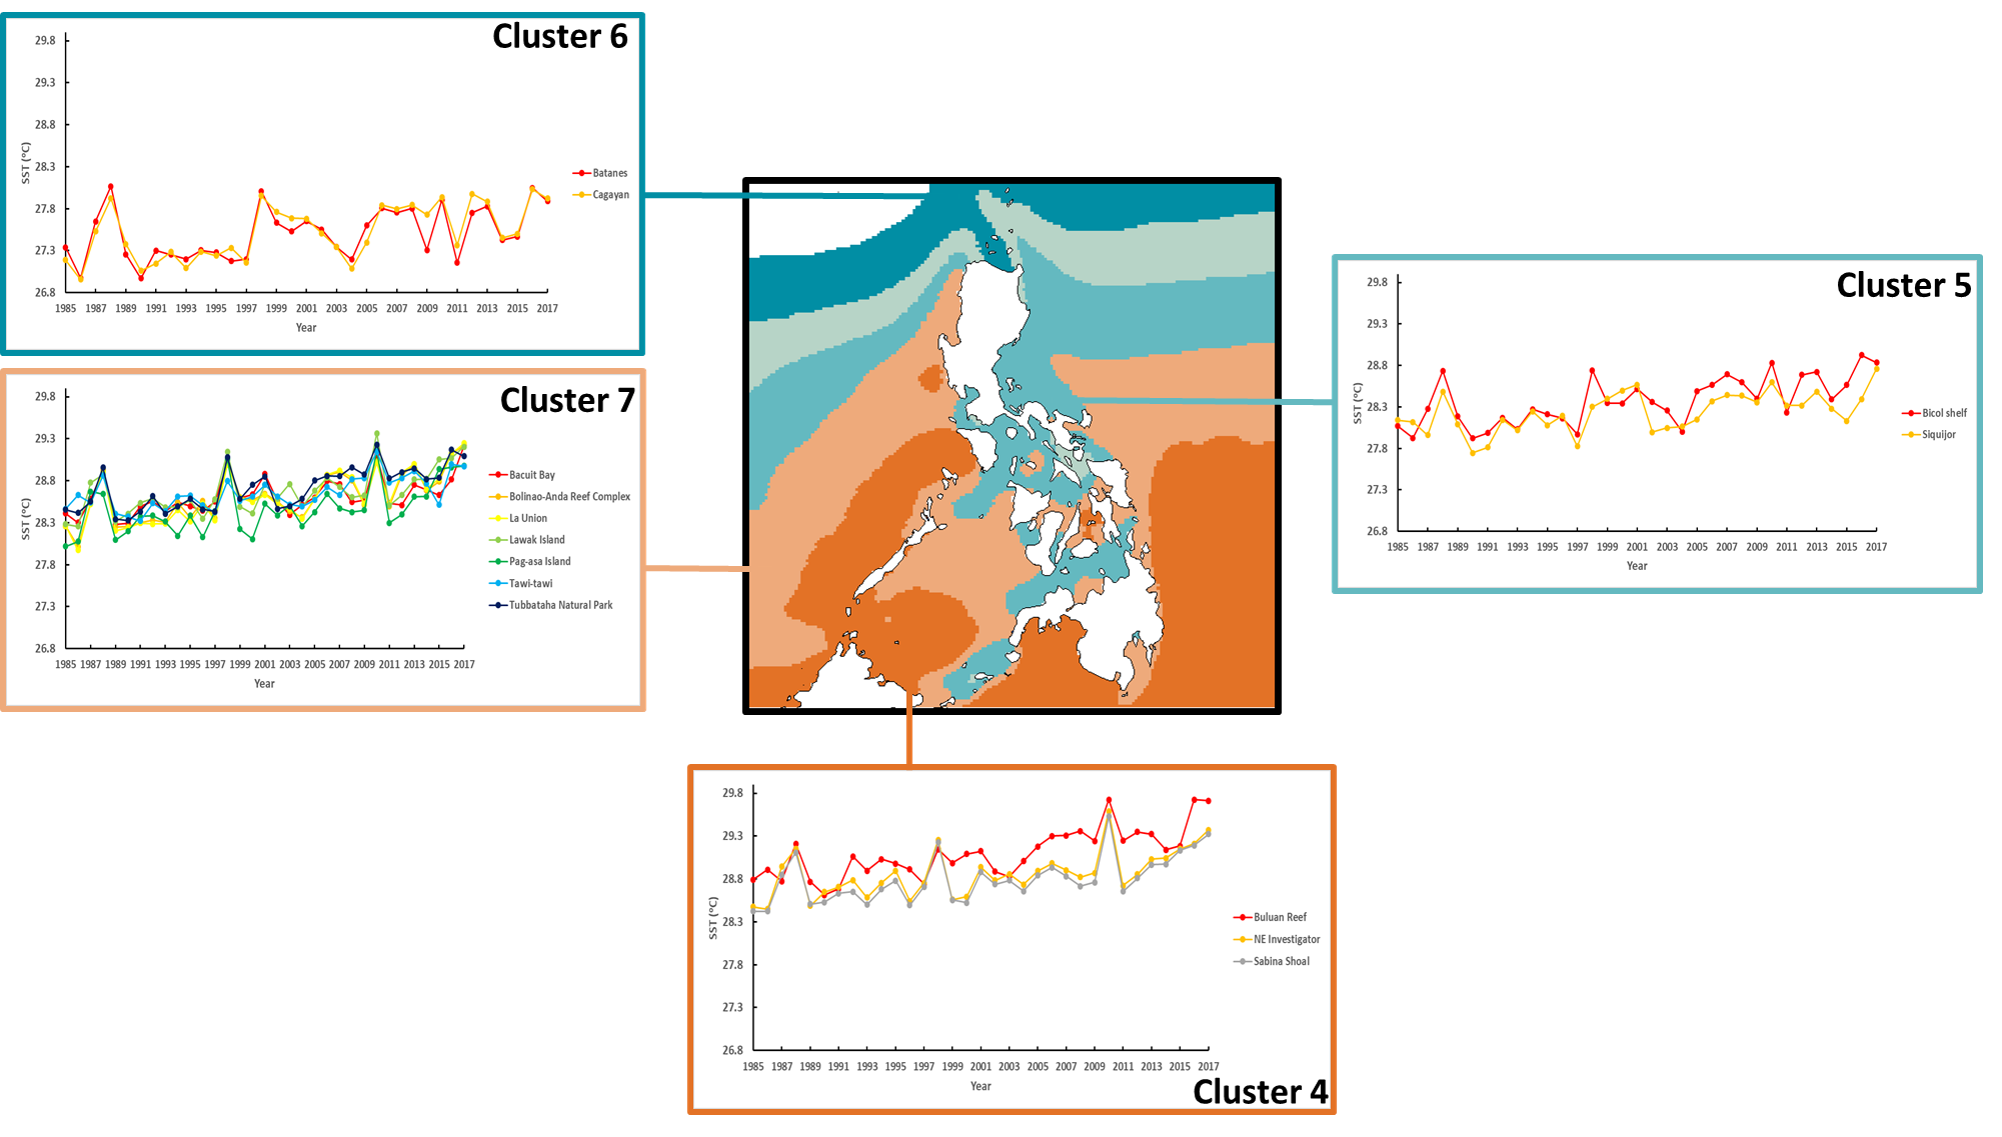 Cluster 6
29.8
29.3
28.8
28.3
27.8
27.3
26.8
SST (°C)
1985 1987 1989 1991 1993 1995 1997 1999 2001 2003 2005 2007 2009 2011 2013 2015 2017
Year
Batanes
Cagayan
Cluster 7
29.8
29.3
28.8
28.3
27.8
27.3
26.8
SST (°C)
1985 1987 1989 1991 1993 1995 1997 1999 2001 2003 2005 2007 2009 2011 2013 2015 2017
Year
Bacuit Bay
Bolinao-Anda Reef Complex
La Union
Lawak Island
Pag-asa Island
Tawi-tawi
Tubbataha Natural Park
Cluster 5
29.8
29.3
28.8
28.3
27.8
27.3
26.8
SST (°C)
1985 1987 1989 1991 1993 1995 1997 1999 2001 2003 2005 2007 2009 2011 2013 2015 2017
Year
Bicol shelf
Siquijor
29.8
29.3
28.8
28.3
27.8
27.3
26.8
SST (°C)
1985 1987 1989 1991 1993 1995 1997 1999 2001 2003 2005 2007 2009 2011 2013 2015 2017
Year
Buluan Reef
NE Investigator
Sabina Shoal
Cluster 4